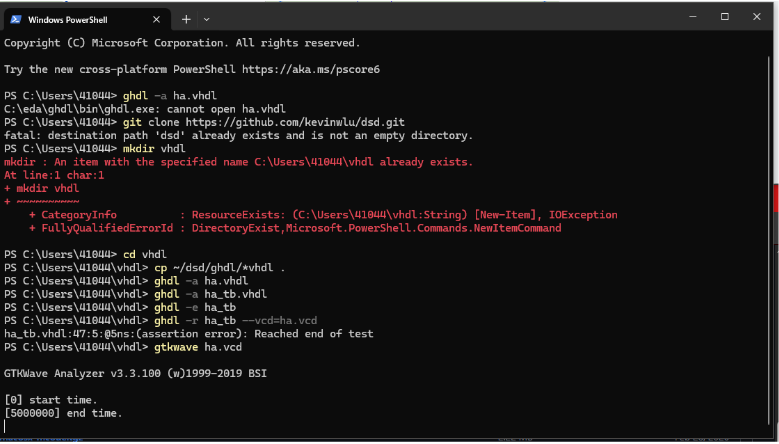 Windows PowerShell
Copyright (C) Microsoft Corporation. All rights reserved.
Try the new cross-platform PowerShell https://aka.ms/pscore6
PS C:\Users\41044> ghdl -a ha.vhdl
C:\eda\ghdl\bin\ghdl.exe: cannot open ha.vhdl
PS C:\Users\41044> git clone https://github.com/kevinwlu/dsd.git
fatal: destination path 'dsd' already exists and is not an empty directory.
PS C:\Users\41044> mkdir vhdl
mkdir : An item with the specified name C:\Users\41044\vhdl already exists.
At line:1 char:1
+ mkdir vhdl
+ ~~~~~~~~~~
    + CategoryInfo          : ResourceExists: (C:\Users\41044\vhdl:String) [New-Item], IOException
    + FullyQualifiedErrorId : DirectoryExist,Microsoft.PowerShell.Commands.NewItemCommand
PS C:\Users\41044> cd vhdl
PS C:\Users\41044\vhdl> cp ~/dsd/ghdl/*vhdl .
PS C:\Users\41044\vhdl> ghdl -a ha.vhdl
PS C:\Users\41044\vhdl> ghdl -a ha_tb.vhdl
PS C:\Users\41044\vhdl> ghdl -e ha_tb
PS C:\Users\41044\vhdl> ghdl -r ha_tb --vcd=ha.vcd
ha_tb.vhdl:47:5:@5ns:(assertion error): Reached end of test
PS C:\Users\41044\vhdl> gtkwave ha.vcd
GTKWave Analyzer v3.3.100 (w)1999-2019 BSI
[0] start time.
[5000000] end time.